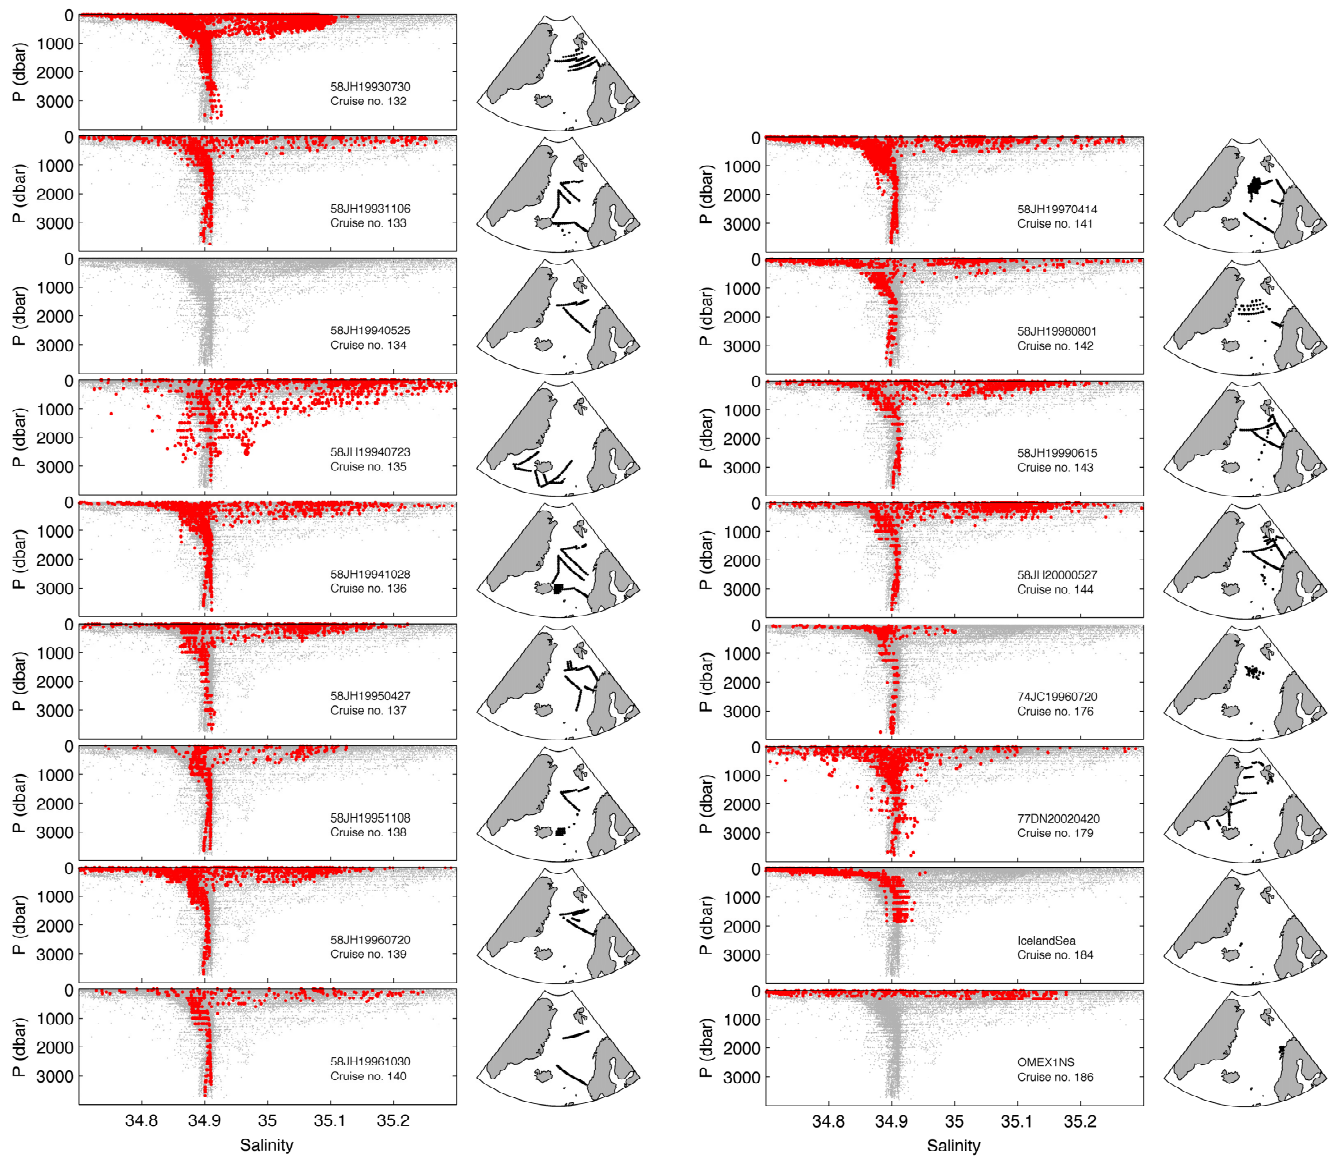 0
1000
2000
3000
P (dbar)
58JH19930730
Cruise no. 132
0
1000
2000
3000
P (dbar)
58JH19931106
Cruise no. 133
0
1000
2000
3000
P (dbar)
58JH19940525
Cruise no. 134
0
1000
2000
3000
P (dbar)
58JH19940723
Cruise no. 135
0
1000
2000
3000
P (dbar)
58JH19941028
Cruise no. 136
0
1000
2000
3000
P (dbar)
58JH19950427
Cruise no. 137
0
1000
2000
3000
P (dbar)
58JH19951108
Cruise no. 138
0
1000
2000
3000
P (dbar)
58JH19960720
Cruise no. 139
0
1000
2000
3000
P (dbar)
58JH19961030
Cruise no. 140
34.8 34.9 35 35.1 35.2
Salinity
0
1000
2000
3000
P (dbar)
58JH19970414
Cruise no. 141
0
1000
2000
3000
P (dbar)
58JH19980801
Cruise no. 142
0
1000
2000
3000
P (dbar)
58JH19990615
Cruise no. 143
0
1000
2000
3000
P (dbar)
58JH20000527
Cruise no. 144
0
1000
2000
3000
P (dbar)
74JC19960720
Cruise no. 176
0
1000
2000
3000
P (dbar)
77DN20020420
Cruise no. 179
0
1000
2000
3000
P (dbar)
IcelandSea
Cruise no. 184
0
1000
2000
3000
P (dbar)
OMEX1NS
Cruise no. 186
34.8 34.9 35 35.1 35.2
Salinity